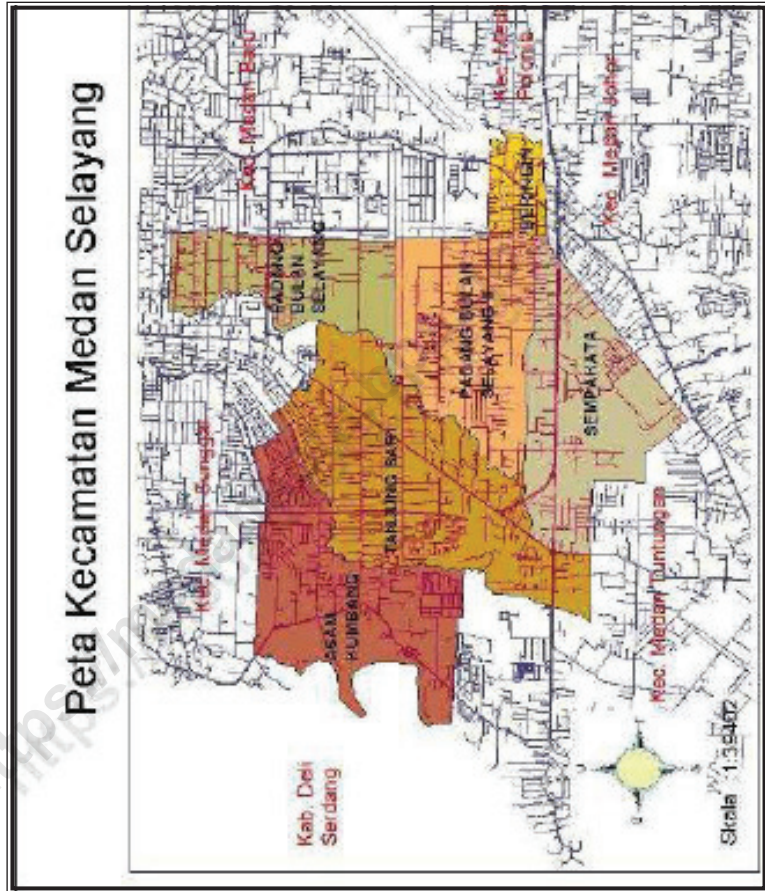 Peta Kecamatan Medan Selayang
Kec. Medan Baru
Kec. Medan
Polonia
Kec. Medan Johor
Kec. Medan Sunggal
PADANG
BULAN
SELAYANG
PADANG BULAN
SELAYANG II
BERINGIN
TANJUNG SARI
SEMPAKATA
ASAM
KUMBANG
Kab. Deli
Serdang
Kec. Medan Tuntungan
Skala 1:39402